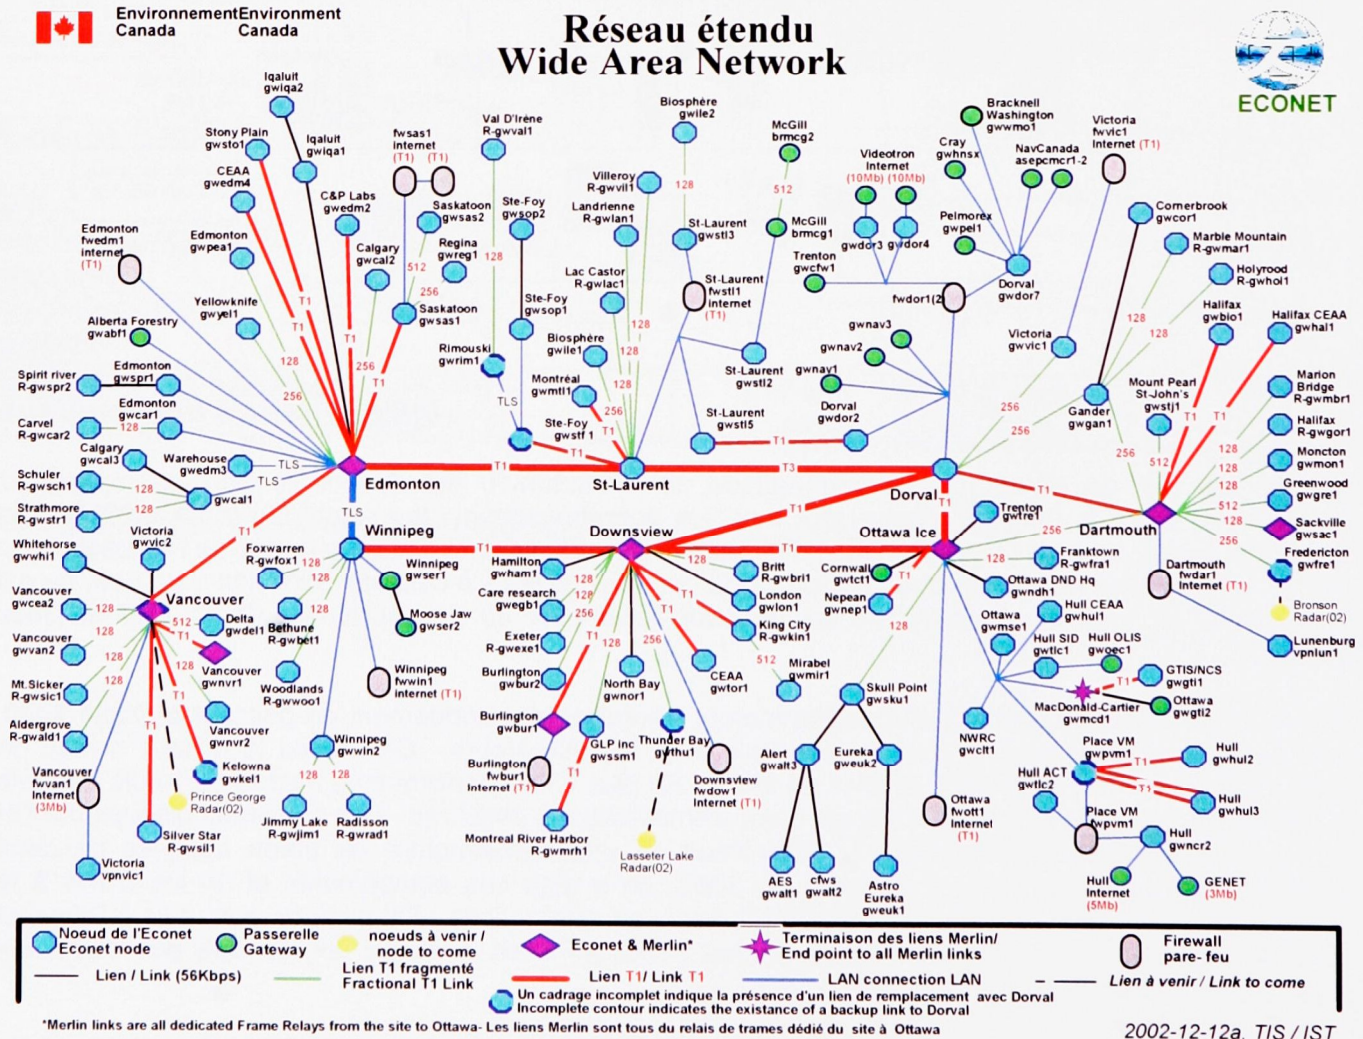 Environnement Environment
Canada Canada
Réseau étendu
Wide Area Network
ECONET
Iqaluit
gwiqa2
Stony Plain
gwsto1
Iqaluit
gwiqa1
CEAA
gwedm4
fwsas1
internet
(T1) (T1)
C&P Labs
gwedm2
Saskatoon
gwsas2
Regina
gwreg1
Calgary
gwcal2
Saskatoon
gwsas1
Edmonton
fwedm1
internet
(T1)
Edmonton
gwpea1
Yellowknife
gwyel1
Alberta Forestry
gwabf1
Spirit river
R-gwspr2
Edmonton
gwspr1
Carvel
R-gwcar2
Edmonton
gwcar1
Calgary
gwcal3
Warehouse
gwedm3
Schuler
R-gwsch1
Strathmore
R-gwstr1
gwcal1
Edmonton
Val D'Irène
R-gwval1
Ste-Foy
gwsop2
Ste-Foy
gwsop1
Rimouski
gwrim1
Ste-Foy
gwstf1
Biosphère
gwile2
Villeroy
R-gwvil1
Landrienne
R-gwlan1
Lac Castor
R-gwlac1
Biosphère
gwile1
Montréal
gwmtl1
St-Laurent
gwstl3
St-Laurent
fwstl1
internet
(T1)
St-Laurent
gwstl2
St-Laurent
gwstl5
St-Laurent
McGill
brmcg2
McGill
brmcg1
Trenton
gwcfw1
Videotron
Internet
(10Mb) (10Mb)
gwdor3 gwdor4
Bracknell
Washington
gwwmo1
Cray
gwhnsx
NavCanada
asepcmcr1-2
Pelmorex
gwpel1
Dorval
gwdor7
fwdor1(2)
gwnav3
gwnav2
gwnav1
Dorval
gwdor2
Dorval
Victoria
fwvic1
Internet (T1)
Victoria
gwvic1
Cornerbrook
gwcor1
Marble Mountain
R-gwmar1
Holyrood
R-gwhol1
Halifax
gwbio1
Halifax CEAA
gwhal1
Gander
gwgan1
Mount Pearl
St-John's
gwstj1
Marion
Bridge
R-gwmbr1
Halifax
R-gwgor1
Moncton
gwmon1
Greenwood
gwgre1
Sackville
gwsac1
Fredericton
gwfre1
Bronson
Radar(02)
Dartmouth
Dartmouth
fwdar1
Internet (T1)
Lunenburg
vpnlun1
Victoria
gwvic2
Whitehorse
gwwhi1
Vancouver
Vancouver
gwcea2
Vancouver
gwvan2
Mt.Sicker
R-gwsic1
Aldergrove
R-gwald1
Vancouver
fwvan1
Internet
(3Mb)
Victoria
vpnvic1
Delta
gwdel1
Vancouver
gwnvr1
Vancouver
gwnvr2
Kelowna
gwkel1
Prince George
Radar(02)
Silver Star
R-gwsil1
Winnipeg
Foxwarren
R-gwfox1
Bethune
R-gwbet1
Woodlands
R-gwwoo1
Winnipeg
gwser1
Moose Jaw
gwser2
Winnipeg
fwwin1
internet (T1)
Winnipeg
gwwin2
Jimmy Lake
R-gwjim1
Radisson
R-gwrad1
Downsview
Hamilton
gwham1
Care research
gwegb1
Exeter
R-gwexe1
Burlington
gwbur2
Burlington
gwbur1
Burlington
fwbur1
Internet (T1)
GLP inc
gwssm1
Montreal River Harbor
R-gwmrh1
North Bay
gwnor1
Thunder Bay
gwthu1
Lasseter Lake
Radar(02)
Downsview
fwdow1
Internet (T1)
CEAA
gwtor1
Britt
R-gwbri1
London
gwlon1
King City
R-gwkin1
Mirabel
gwmir1
Ottawa Ice
Trenton
gwtre1
Cornwall
gwtct1
Nepean
gwnep1
Franktown
R-gwfra1
Ottawa DND Hq
gwndh1
Ottawa
gwmse1
Hull CEAA
gwhul1
Hull SID
gwtlc1
Hull OLIS
gwoec1
GTIS/NCS
gwgti1
MacDonald-Cartier
gwmcd1
Ottawa
gwgti2
NWRC
gwclt1
Skull Point
gwsku1
Alert
gwalt3
Eureka
gweuk2
AES
gwalt1
cfws
gwalt2
Astro
Eureka
gweuk1
Ottawa
fwott1
Internet
(T1)
Place VM
gwpvm1
Hull ACT
gwtlc2
Hull
gwhul2
Hull
gwhul3
Place VM
fwpvm1
Hull
gwncr2
Hull
Internet
(5Mb)
GENET
(3Mb)
Noeud de l'Econet
Econet node
Passerelle
Gateway
noeuds à venir /
node to come
Econet & Merlin*
Terminaison des liens Merlin/
End point to all Merlin links
Firewall
pare- feu
Lien / Link (56Kbps)
Lien T1 fragmenté
Fractional T1 Link
Lien T1/ Link T1
LAN connection LAN
Lien à venir / Link to come
Un cadrage incomplet indique la présence d'un lien de remplacement avec Dorval
Incomplete contour indicates the existance of a backup link to Dorval
*Merlin links are all dedicated Frame Relays from the site to Ottawa- Les liens Merlin sont tous du relais de trames dédié du site à Ottawa
2002-12-12a, TIS / IST